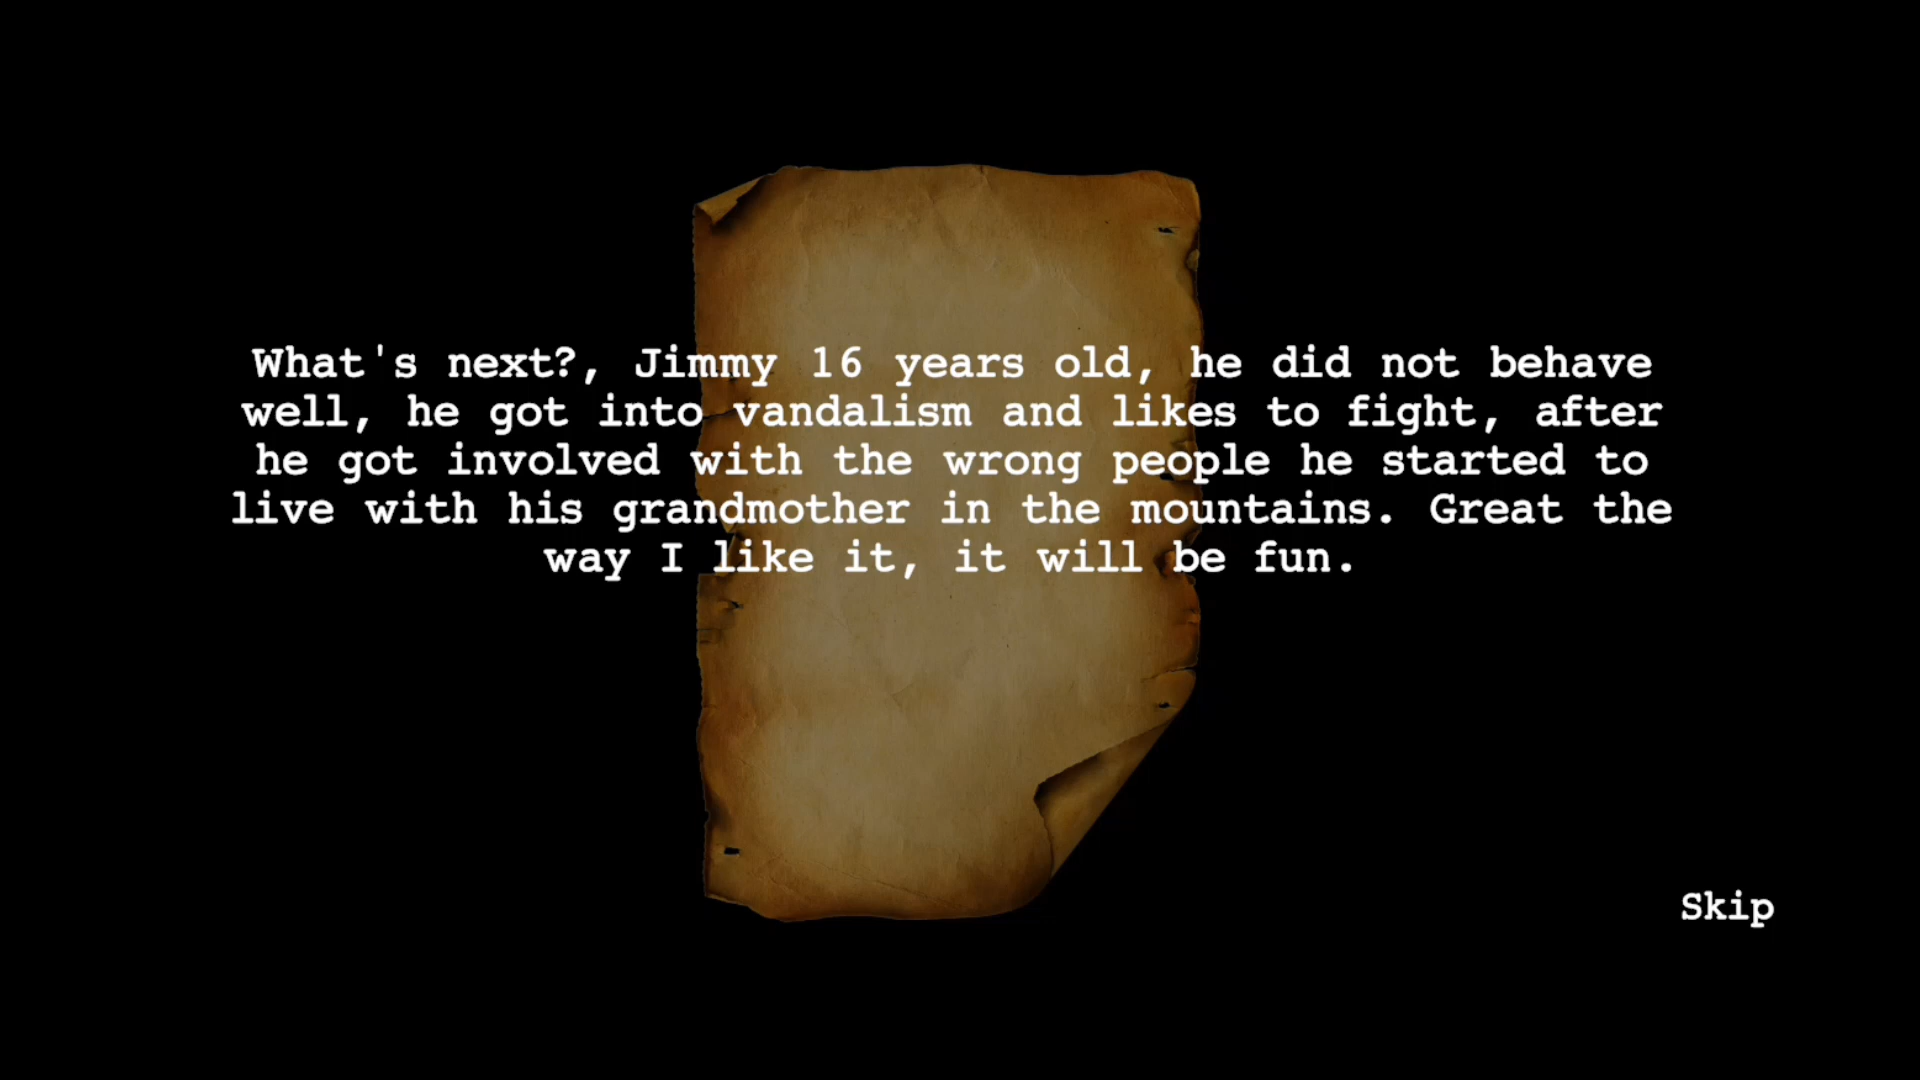 What's next?, Jimmy 16 years old, he did not behave
well, he got into vandalism and likes to fight, after
he got involved with the wrong people he started to
live with his grandmother in the mountains. Great the
way I like it, it will be fun.
Skip